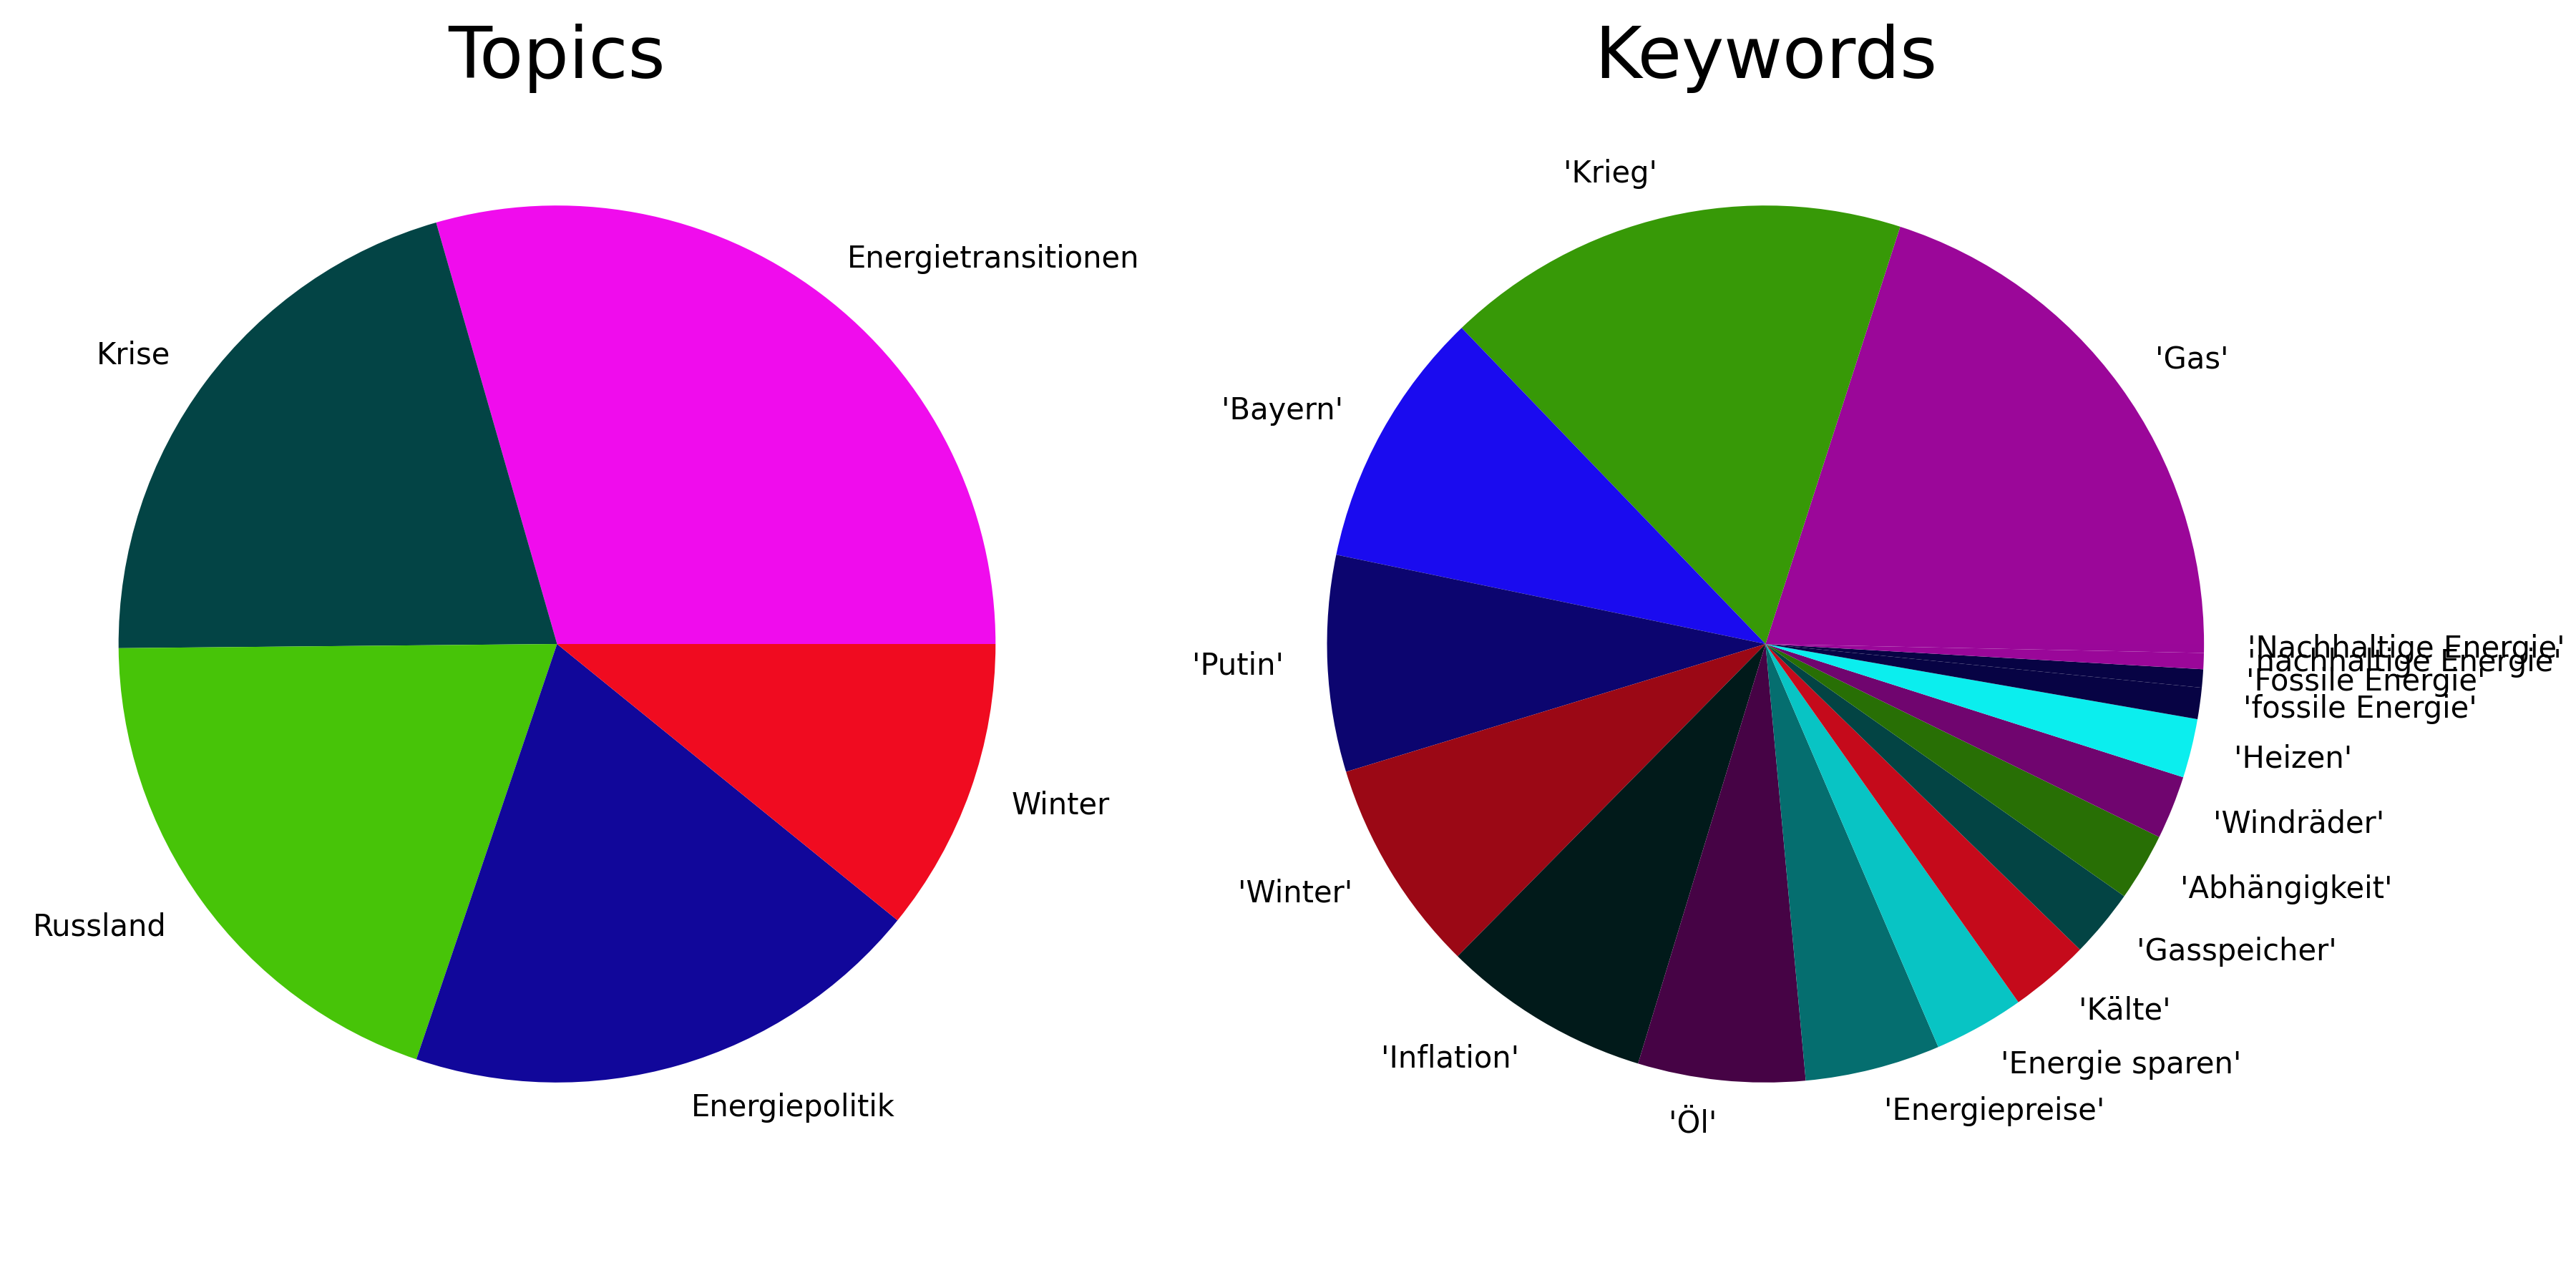 Topics
Energietransitionen
Krise
Russland
Energiepolitik
Winter
Keywords
'Krieg'
'Gas'
'Bayern'
'Putin'
'Winter'
'Inflation'
'Öl'
'Energiepreise'
'Energie sparen'
'Kälte'
'Gasspeicher'
'Abhängigkeit'
'Windräder'
'Heizen'
'fossile Energie'
'Fossile Energie'
'nachhaltige Energie'
'Nachhaltige Energie'